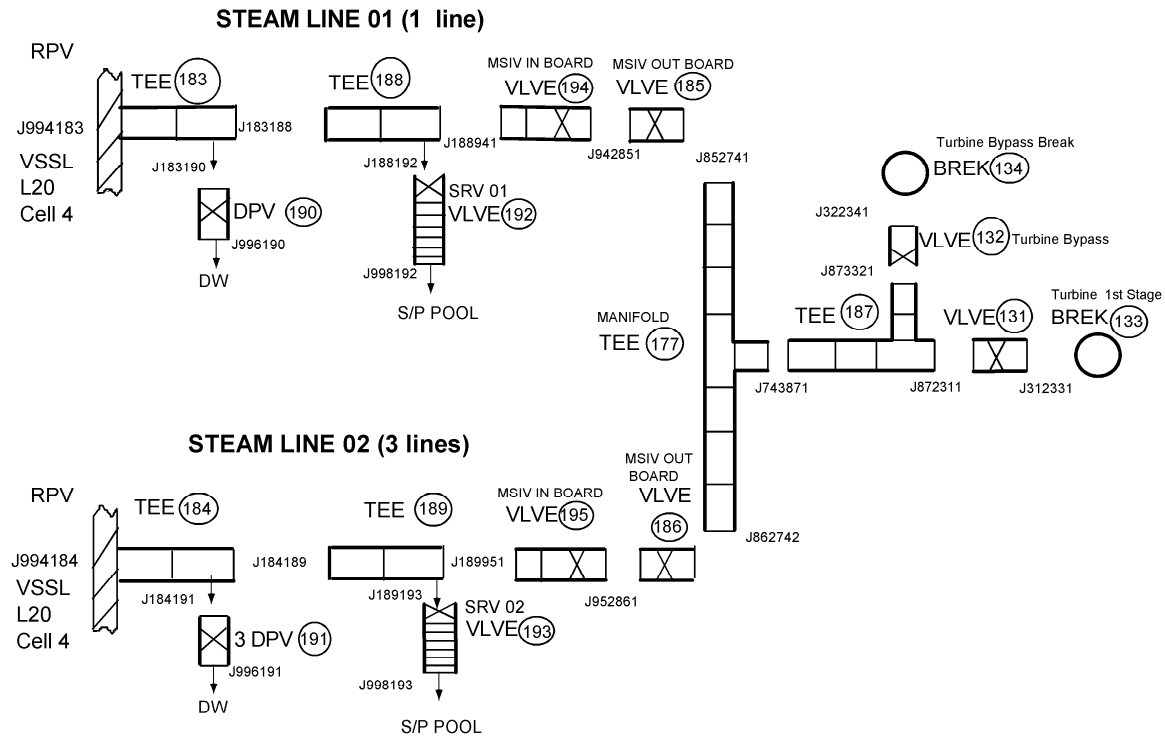 STEAM LINE 01 (1 line)
RPV
TEE 183
TEE 188
MSIV IN BOARD
VLVE 194
MSIV OUT BOARD
VLVE 185
J994183
J183188
J188941
J942851
J852741
VSSL
L20
Cell 4
J183190
DPV 190
J996190
DW
J188192
SRV 01
VLVE 192
J998192
S/P POOL
Turbine Bypass Break
BREK 134
J322341
VLVE 132 Turbine Bypass
J873321
MANIFOLD
TEE 177
TEE 187
VLVE 131
Turbine 1st Stage
BREK 133
J743871
J872311
J312331
STEAM LINE 02 (3 lines)
RPV
TEE 184
TEE 189
MSIV IN BOARD
VLVE 195
MSIV OUT
BOARD
VLVE
186
J862742
J994184
J184189
J189951
J952861
VSSL
L20
Cell 4
J184191
3 DPV 191
J996191
DW
J189193
SRV 02
VLVE 193
J998193
S/P POOL